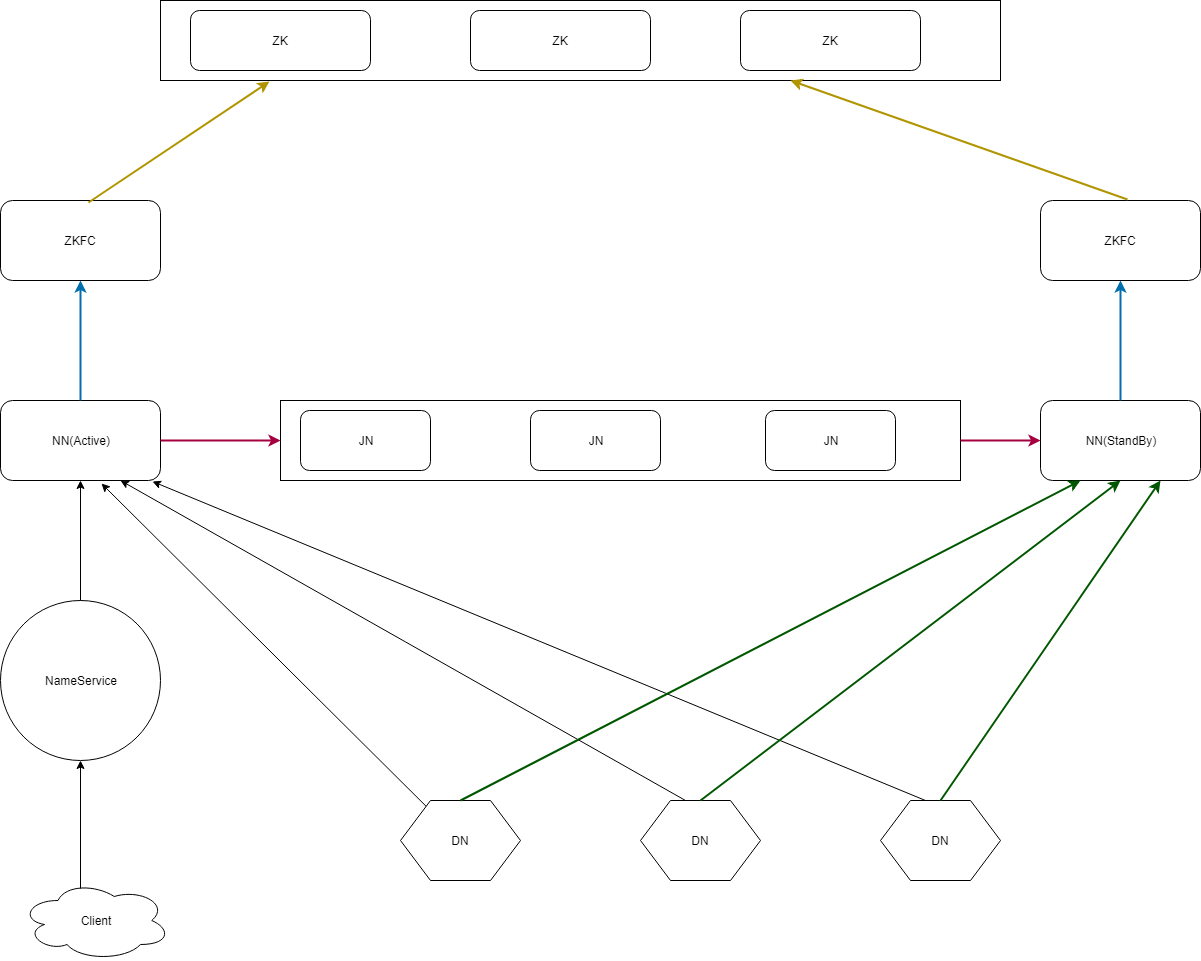 ZK
ZK
ZK
ZKFC
ZKFC
NN(Active)
JN
JN
JN
NN(StandBy)
NameService
DN
DN
DN
Client